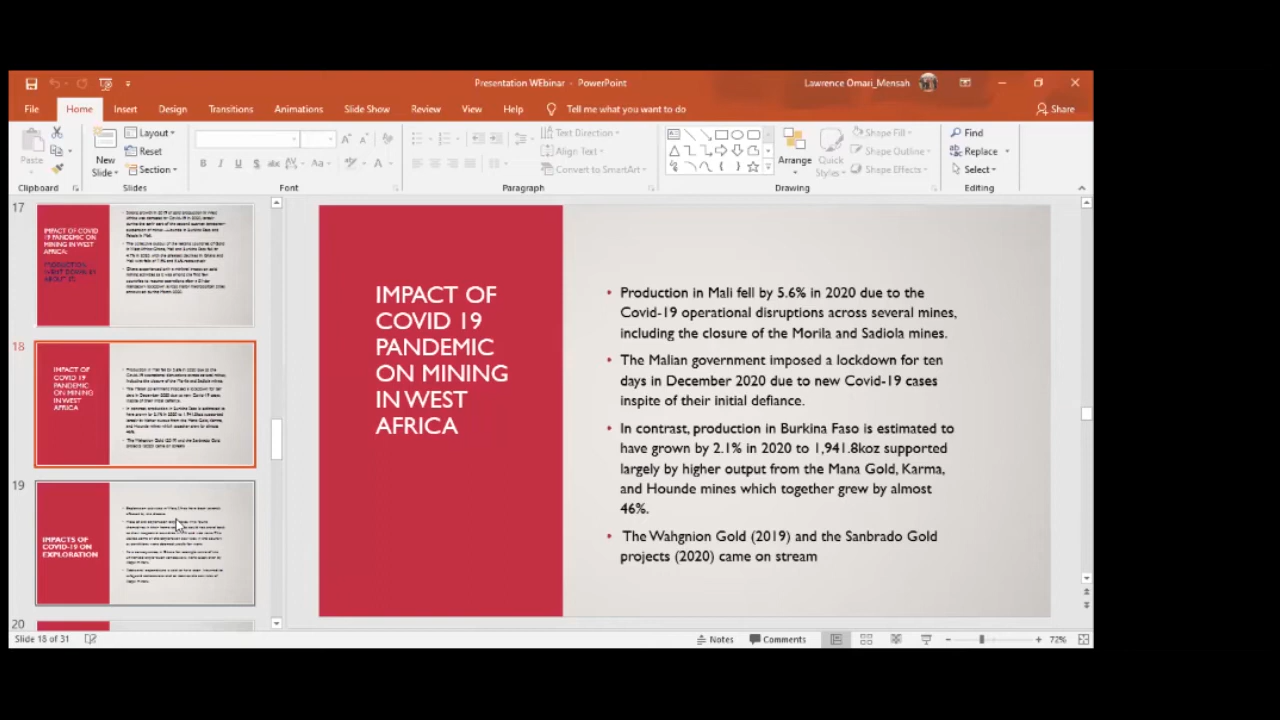 Presentation WEbinar - PowerPoint
Lawrence Omari_Mensah
File Home Insert Design Transitions Animations Slide Show Review View Help Tell me what you want to do Share
Paste
New Slide
Layout
Reset
Section
Text Direction
Align Text
Convert to SmartArt
Arrange
Quick Styles
Shape Fill
Shape Outline
Shape Effects
Find
Replace
Select
Clipboard Slides Font Paragraph Drawing Editing
17
IMPACT OF COVID
19 PANDEMIC ON
MINING IN WEST
AFRICA:
18
IMPACT OF
COVID 19
PANDEMIC
ON MINING
IN WEST
AFRICA
19
IMPACTS OF
COVID-19 ON
EXPLORATION
20
IMPACT OF
COVID 19
PANDEMIC
ON MINING
IN WEST
AFRICA
• Production in Mali fell by 5.6% in 2020 due to the
Covid-19 operational disruptions across several mines,
including the closure of the Morila and Sadiola mines.
• The Malian government imposed a lockdown for ten
days in December 2020 due to new Covid-19 cases
inspite of their initial defiance.
• In contrast, production in Burkina Faso is estimated to
have grown by 2.1% in 2020 to 1,941.8koz supported
largely by higher output from the Mana Gold, Karma,
and Hounde mines which together grew by almost
46%.
• The Wahgnion Gold (2019) and the Sanbrado Gold
projects (2020) came on stream
Slide 18 of 31
Notes Comments 72%